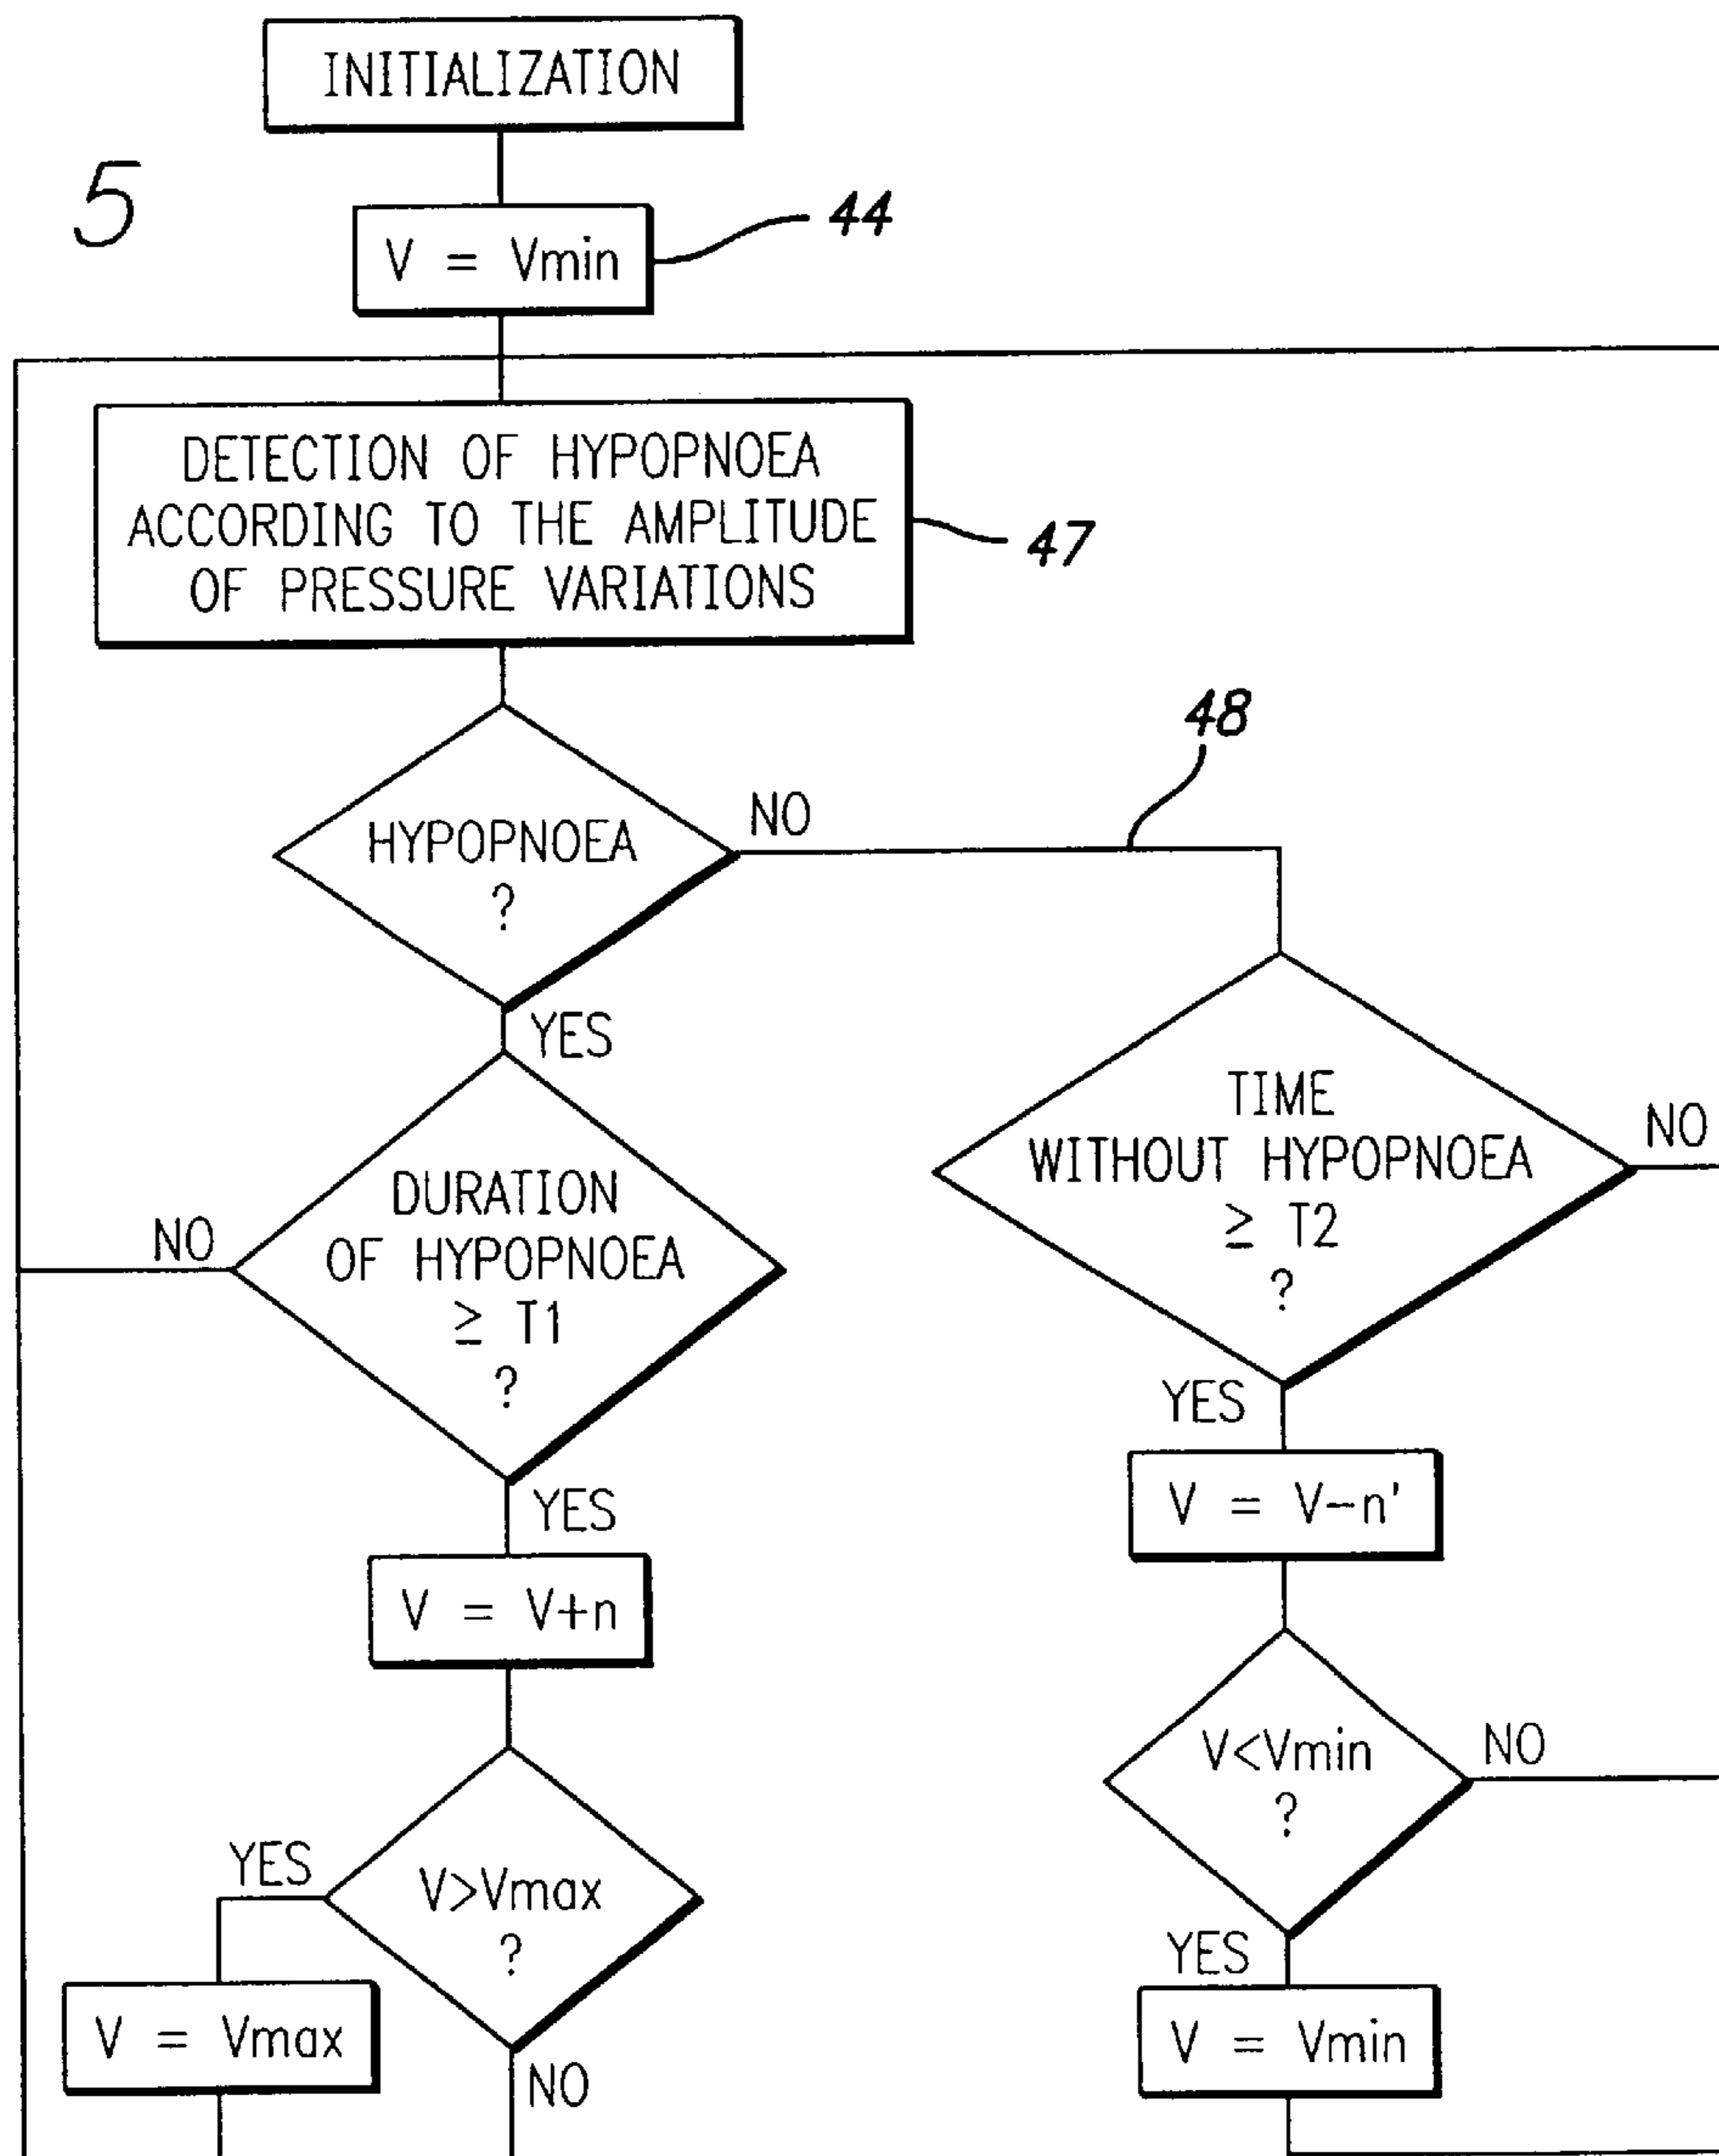 INITIALIZATION
5
V = Vmin
44
DETECTION OF HYPOPNOEA
ACCORDING TO THE AMPLITUDE
OF PRESSURE VARIATIONS
47
48
HYPOPNOEA
?
NO
YES
TIME
WITHOUT HYPOPNOEA
≥ T2
?
NO
YES
DURATION
OF HYPOPNOEA
≥ T1
?
NO
YES
V = V-n'
V = V+n
V<Vmin
?
NO
YES
V>Vmax
?
YES
NO
V = Vmax
V = Vmin